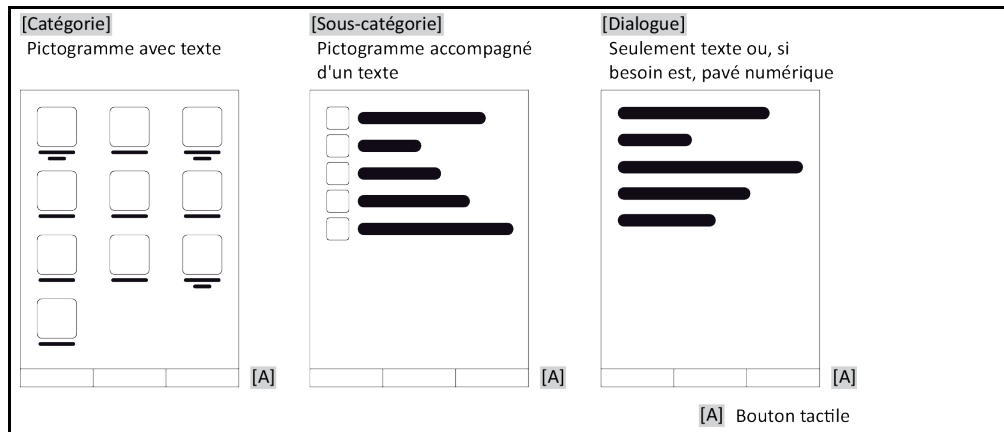 [Catégorie]
Pictogramme avec texte
[Sous-catégorie]
Pictogramme accompagné
d'un texte
[Dialogue]
Seulement texte ou, si
besoin est, pavé numérique
[A]
[A]
[A]
[A] Bouton tactile